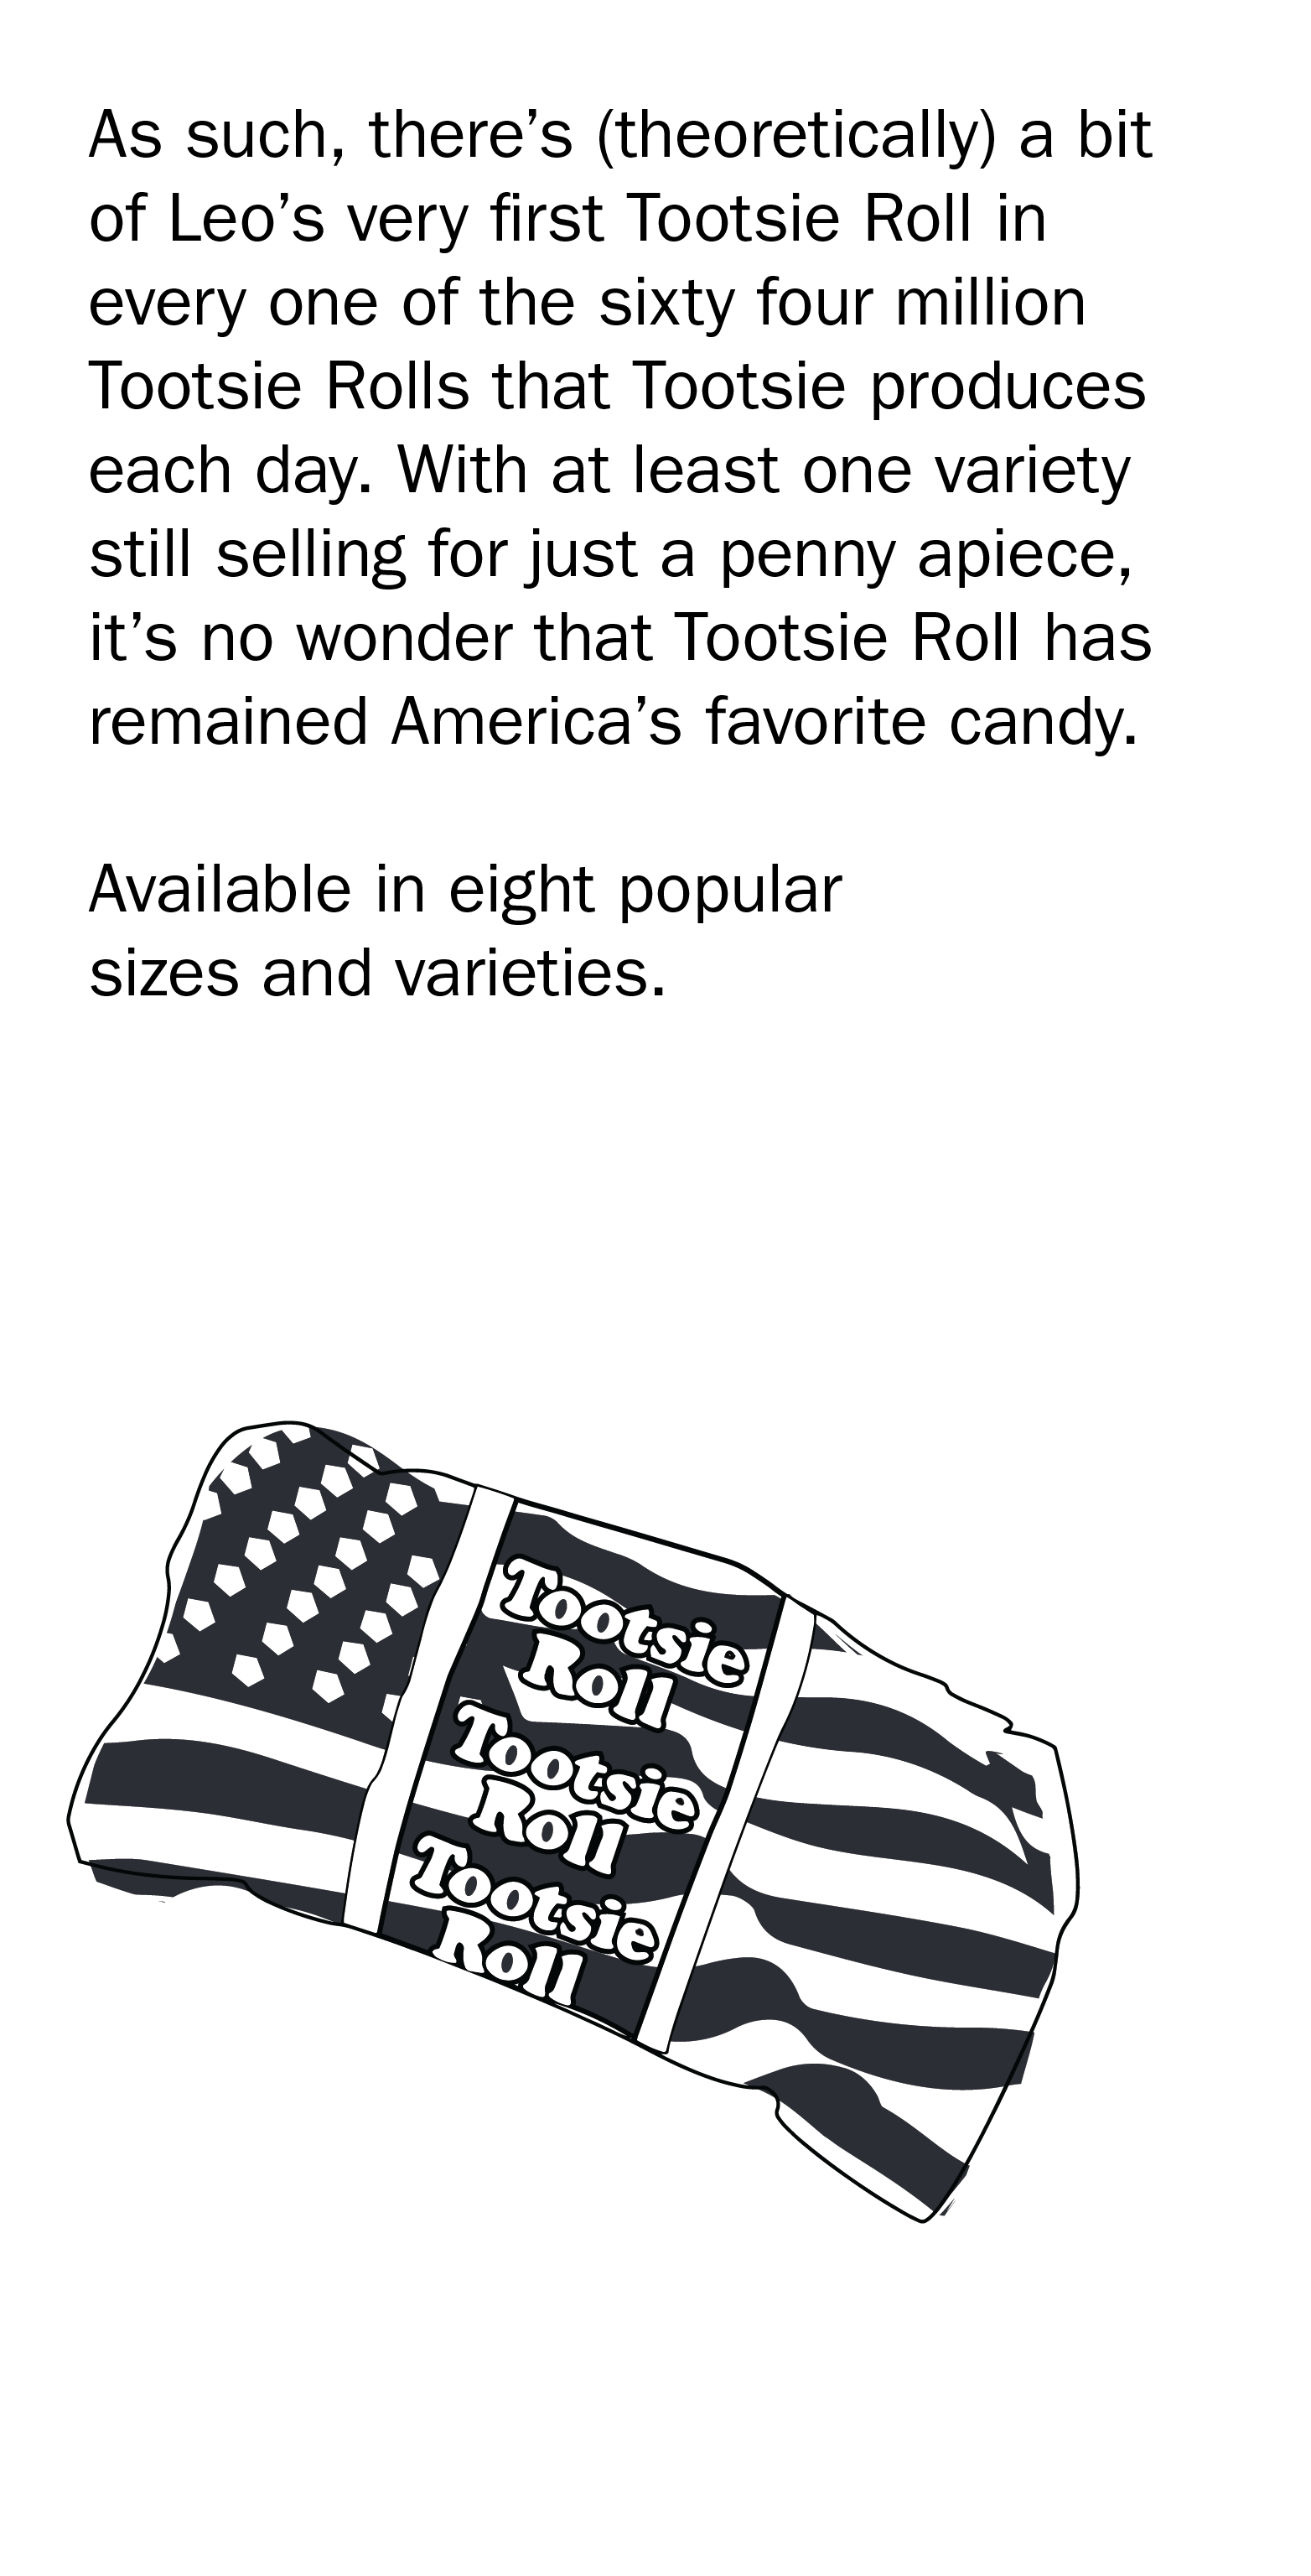 As such, there’s (theoretically) a bit
of Leo’s very first Tootsie Roll in
every one of the sixty four million
Tootsie Rolls that Tootsie produces
each day. With at least one variety
still selling for just a penny apiece,
it’s no wonder that Tootsie Roll has
remained America’s favorite candy.
Available in eight popular
sizes and varieties.
Tootsie
Roll
Tootsie
Roll
Tootsie
Roll